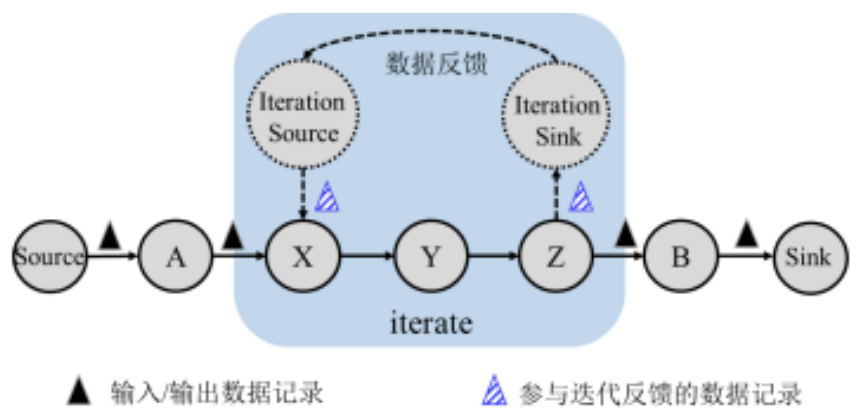 数据反馈
Iteration
Source
Iteration
Sink
Source
A
X
Y
Z
B
Sink
iterate
输入/输出数据记录
参与迭代反馈的数据记录